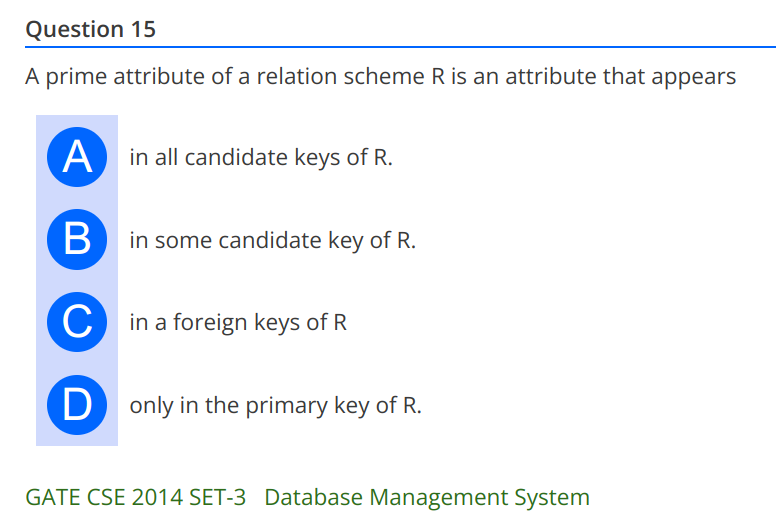 Question 15
A prime attribute of a relation scheme R is an attribute that appears
A in all candidate keys of R.
B in some candidate key of R.
C in a foreign keys of R
D only in the primary key of R.
GATE CSE 2014 SET-3 Database Management System